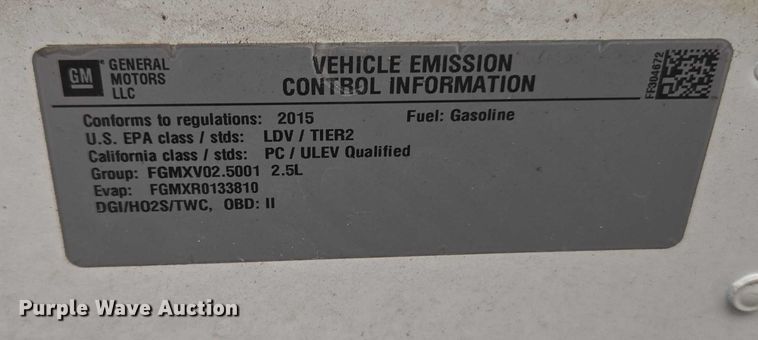 GM
GENERAL
MOTORS
LLC
VEHICLE EMISSION
CONTROL INFORMATION
FF304672
Conforms to regulations: 2015 Fuel: Gasoline
U.S. EPA class / stds: LDV / TIER2
California class / stds: PC / ULEV Qualified
Group: FGMXV02.5001 2.5L
Evap: FGMXR0133810
DGI/HO2S/TWC, OBD: II
Purple Wave Auction